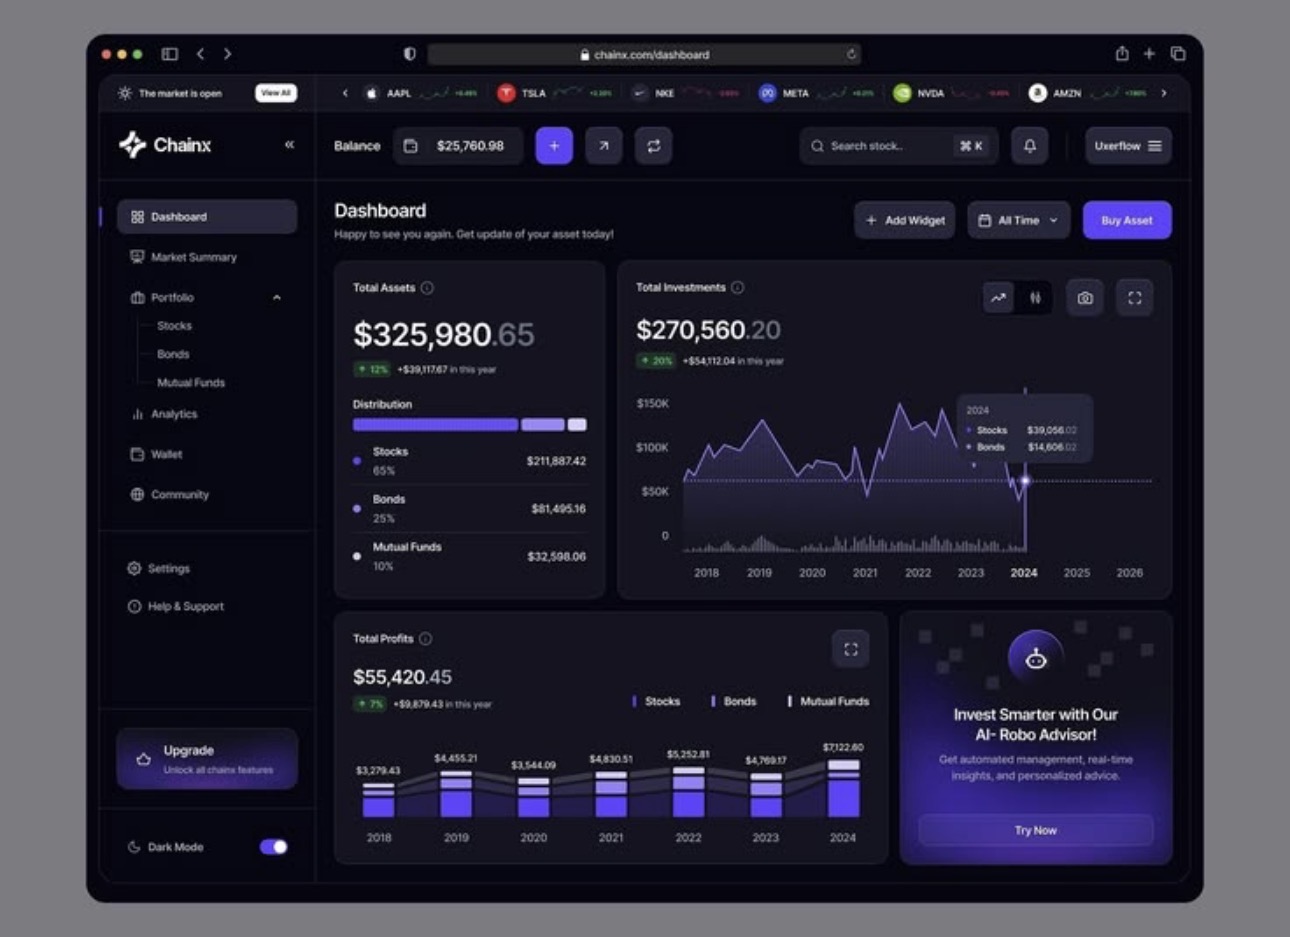 chainx.com/dashboard
The market is open
View All
AAPL
TSLA
NKE
META
NVDA
AMZN
Chainx
Balance
$25,760.98
Search stock..
⌘ K
Uxerflow
Dashboard
Market Summary
Portfolio
Stocks
Bonds
Mutual Funds
Analytics
Wallet
Community
Settings
Help & Support
Upgrade
Unlock all chainx features
Dark Mode
Dashboard
Happy to see you again. Get update of your asset today!
+ Add Widget
All Time
Buy Asset
Total Assets
$325,980.65
12%
+$39,117.67 in this year
Distribution
Stocks
65%
$211,887.42
Bonds
25%
$81,495.16
Mutual Funds
10%
$32,598.06
Total Investments
$270,560.20
20%
+$54,112.04 in this year
$150K
$100K
$50K
0
2024
Stocks $39,056.02
Bonds $14,606.02
2018 2019 2020 2021 2022 2023 2024 2025 2026
Total Profits
$55,420.45
7%
+$9,879.43 in this year
Stocks
Bonds
Mutual Funds
$3,279.43
$4,455.21
$3,544.09
$4,830.51
$5,252.81
$4,769.17
$7,122.60
2018 2019 2020 2021 2022 2023 2024
Invest Smarter with Our
AI- Robo Advisor!
Get automated management, real-time
insights, and personalized advice.
Try Now